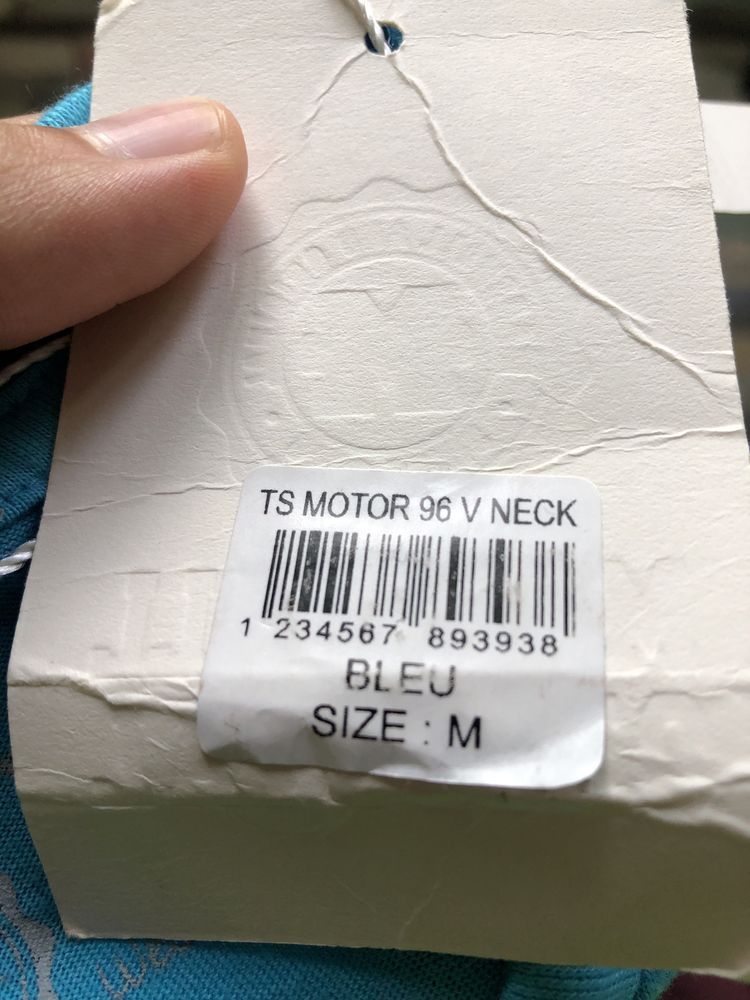 TS MOTOR 96 V NECK
1 234567 893938
BLEU
SIZE : M